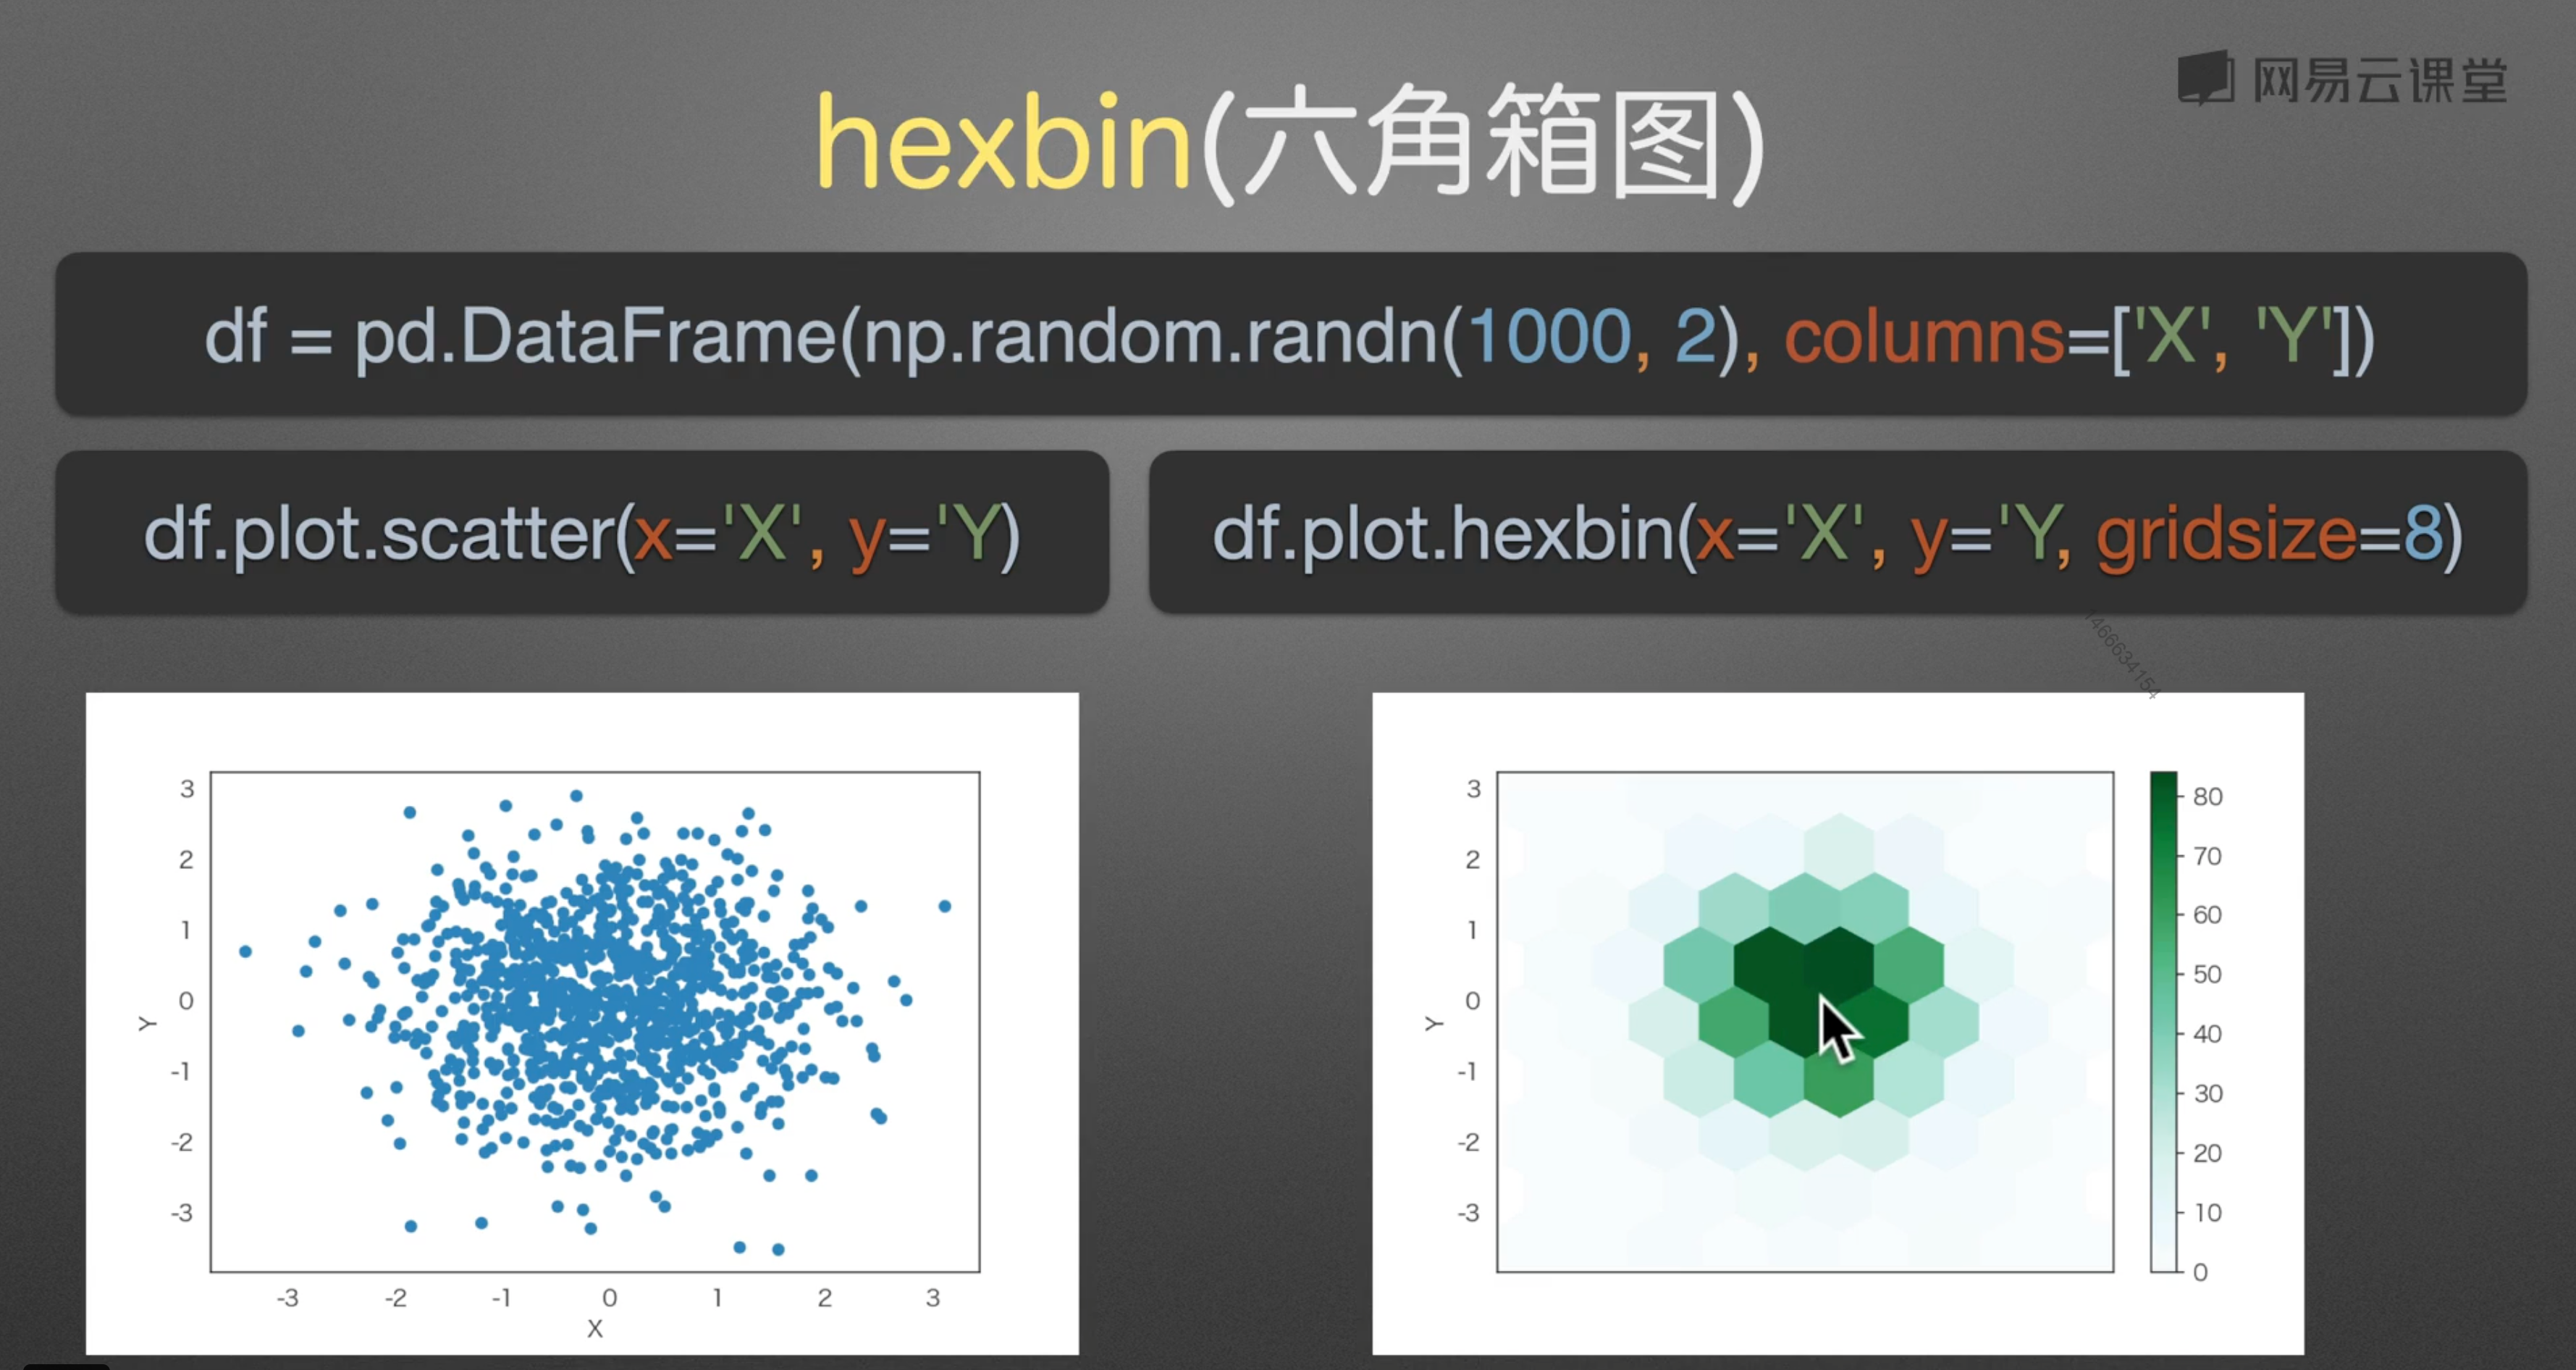 网易云课堂
hexbin(六角箱图)
df = pd.DataFrame(np.random.randn(1000, 2), columns=['X', 'Y'])
df.plot.scatter(x='X', y='Y)
df.plot.hexbin(x='X', y='Y, gridsize=8)
1466634154
3
2
1
0
-1
-2
-3
Y
-3 -2 -1 0 1 2 3
X
3
2
1
0
-1
-2
-3
Y
80
70
60
50
40
30
20
10
0